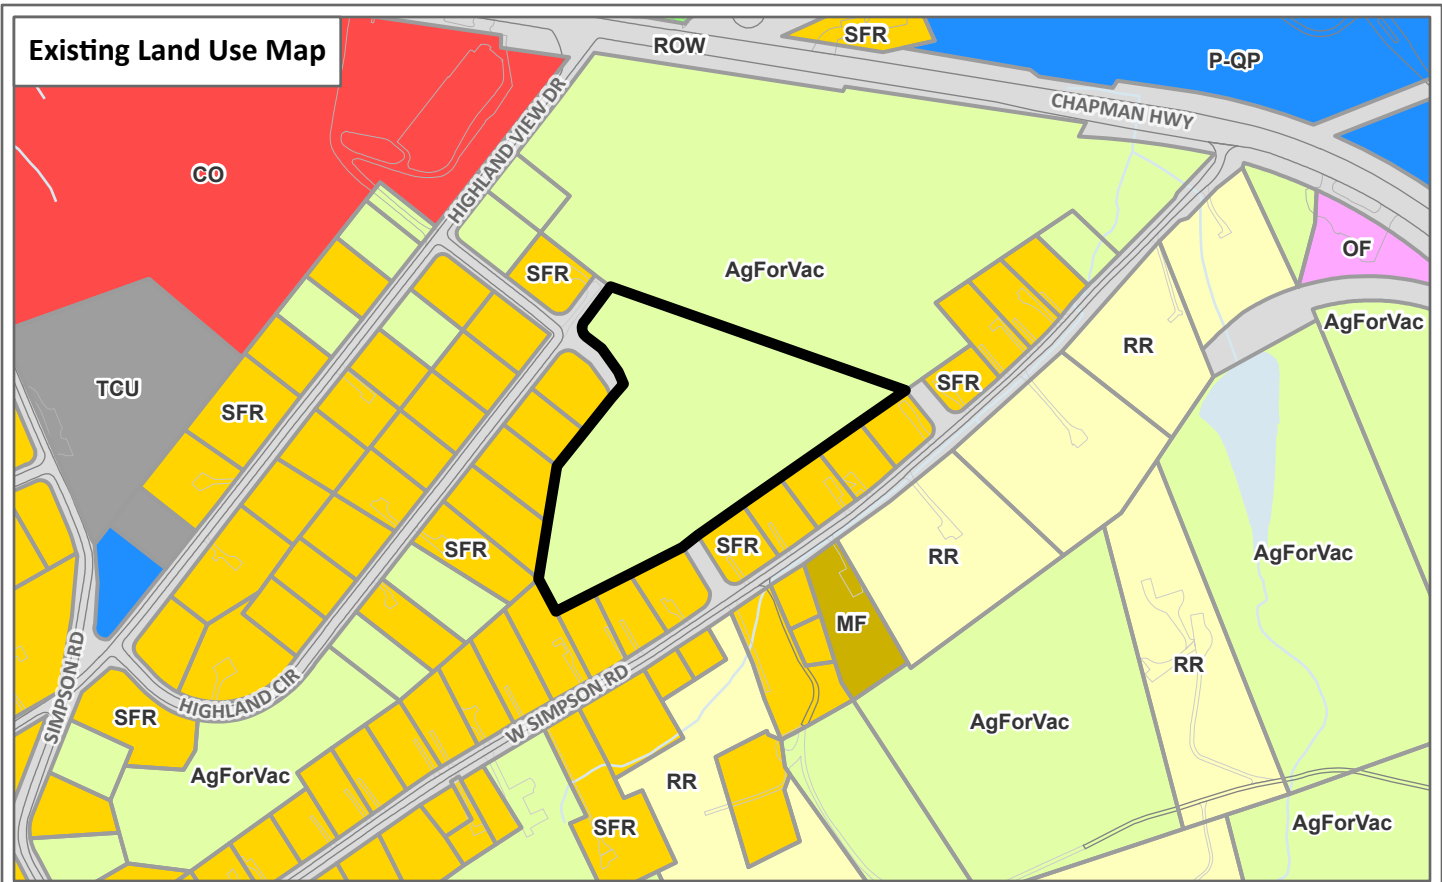 Existing Land Use Map
SFR
ROW
P-QP
CHAPMAN HWY
HIGHLAND VIEW DR
CO
OF
AgForVac
SFR
AgForVac
RR
TCU
SFR
SFR
SFR
SFR
RR
AgForVac
MF
RR
SIMPSON RD
HIGHLAND CIR
W SIMPSON RD
SFR
AgForVac
AgForVac
RR
SFR
AgForVac